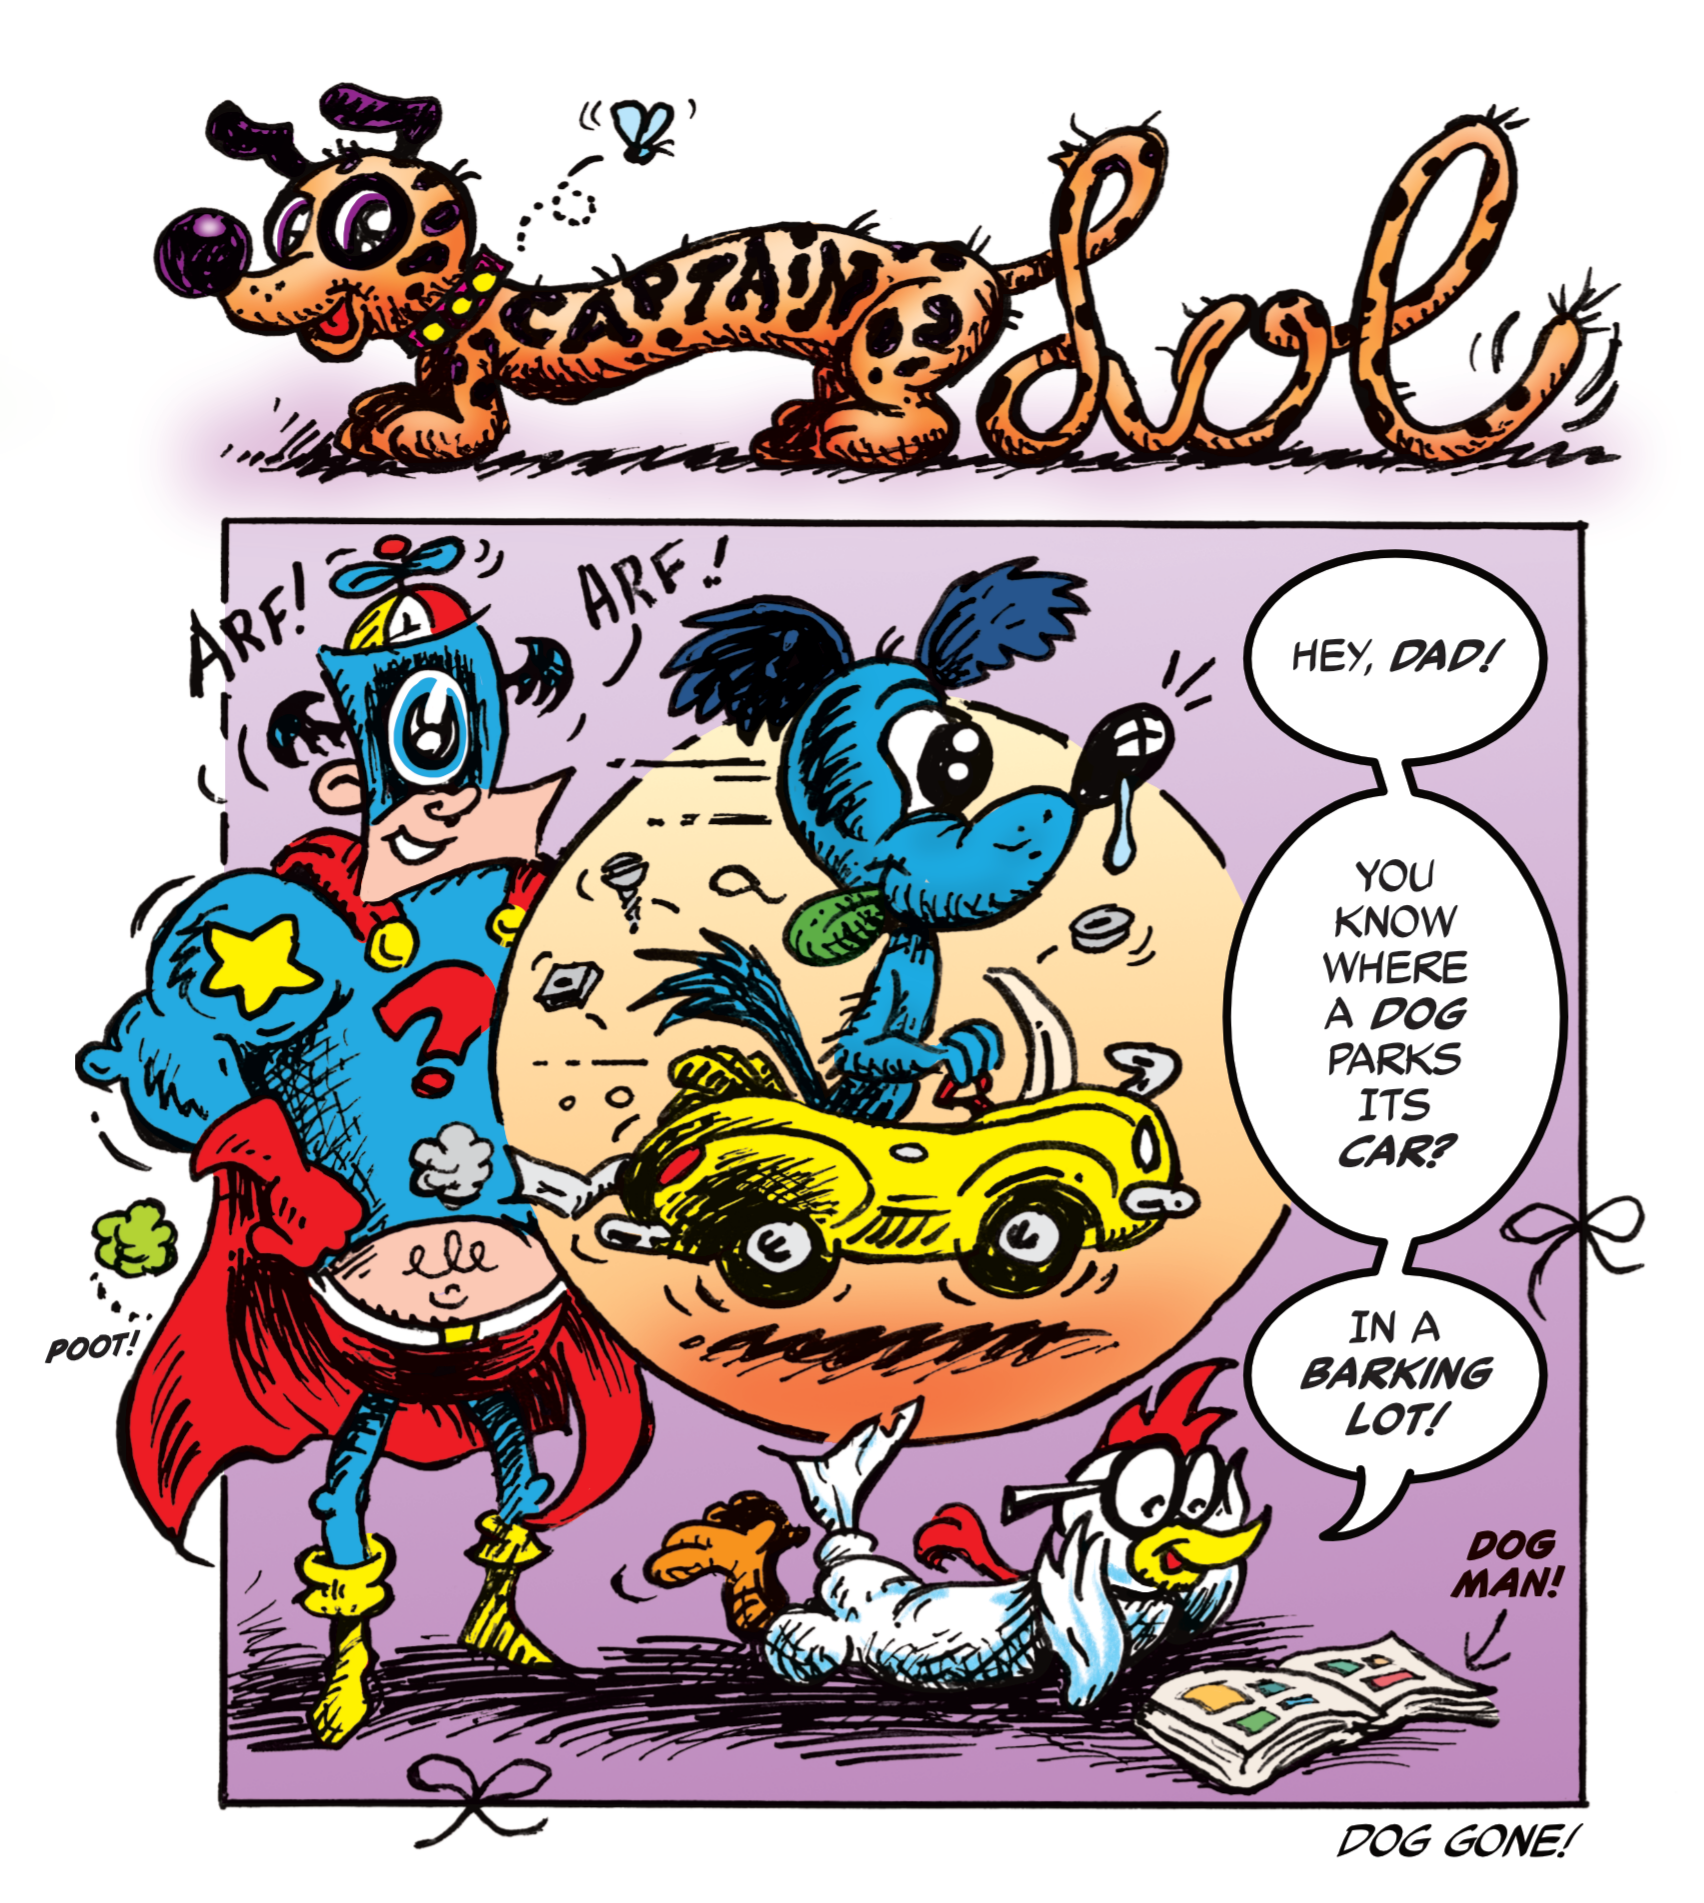 CAPTAIN LOL
ARF!
ARF!
HEY, DAD!
YOU
KNOW
WHERE
A DOG
PARKS
ITS
CAR?
IN A
BARKING
LOT!
?
POOT!
DOG
MAN!
DOG GONE!